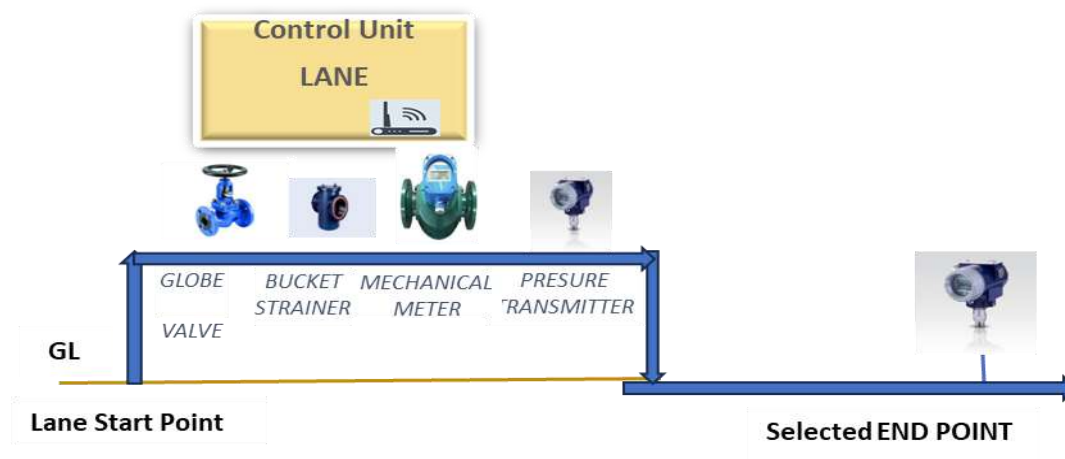 Control Unit
LANE
GLOBE
VALVE
BUCKET
STRAINER
MECHANICAL
METER
PRESURE
TRANSMITTER
GL
Lane Start Point
Selected END POINT